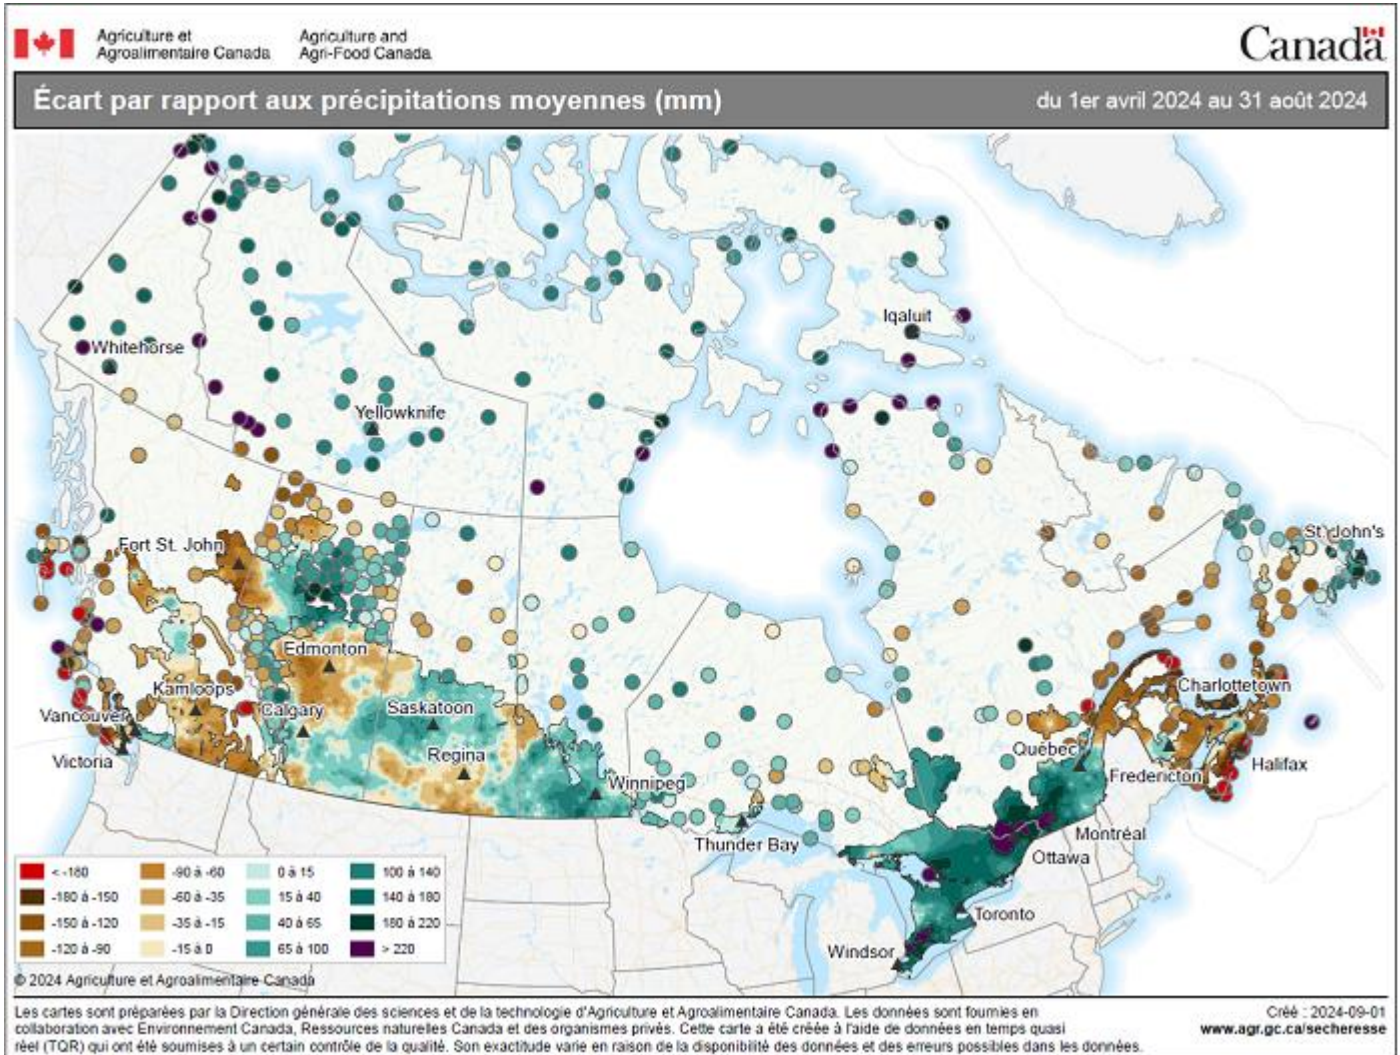 Agriculture et
Agroalimentaire Canada
Agriculture and
Agri-Food Canada
Canada
Écart par rapport aux précipitations moyennes (mm)
du 1er avril 2024 au 31 août 2024
Iqaluit
Whitehorse
Yellowknife
St. John's
Fort St. John
Edmonton
Kamloops
Charlottetown
Vancouver
Calgary
Saskatoon
Québec
Victoria
Regina
Fredericton
Halifax
Winnipeg
Montréal
Thunder Bay
Ottawa
Toronto
Windsor
< -180
-180 à -150
-150 à -120
-120 à -90
-90 à -60
-60 à -35
-35 à -15
-15 à 0
0 à 15
15 à 40
40 à 65
65 à 100
100 à 140
140 à 180
180 à 220
> 220
© 2024 Agriculture et Agroalimentaire Canada
Les cartes sont préparées par la Direction générale des sciences et de la technologie d'Agriculture et Agroalimentaire Canada. Les données sont fournies en
collaboration avec Environnement Canada, Ressources naturelles Canada et des organismes privés. Cette carte a été créée à l'aide de données en temps quasi
réel (TQR) qui ont été soumises à un certain contrôle de la qualité. Son exactitude varie en raison de la disponibilité des données et des erreurs possibles dans les données.
Créé : 2024-09-01
www.agr.gc.ca/secheresse